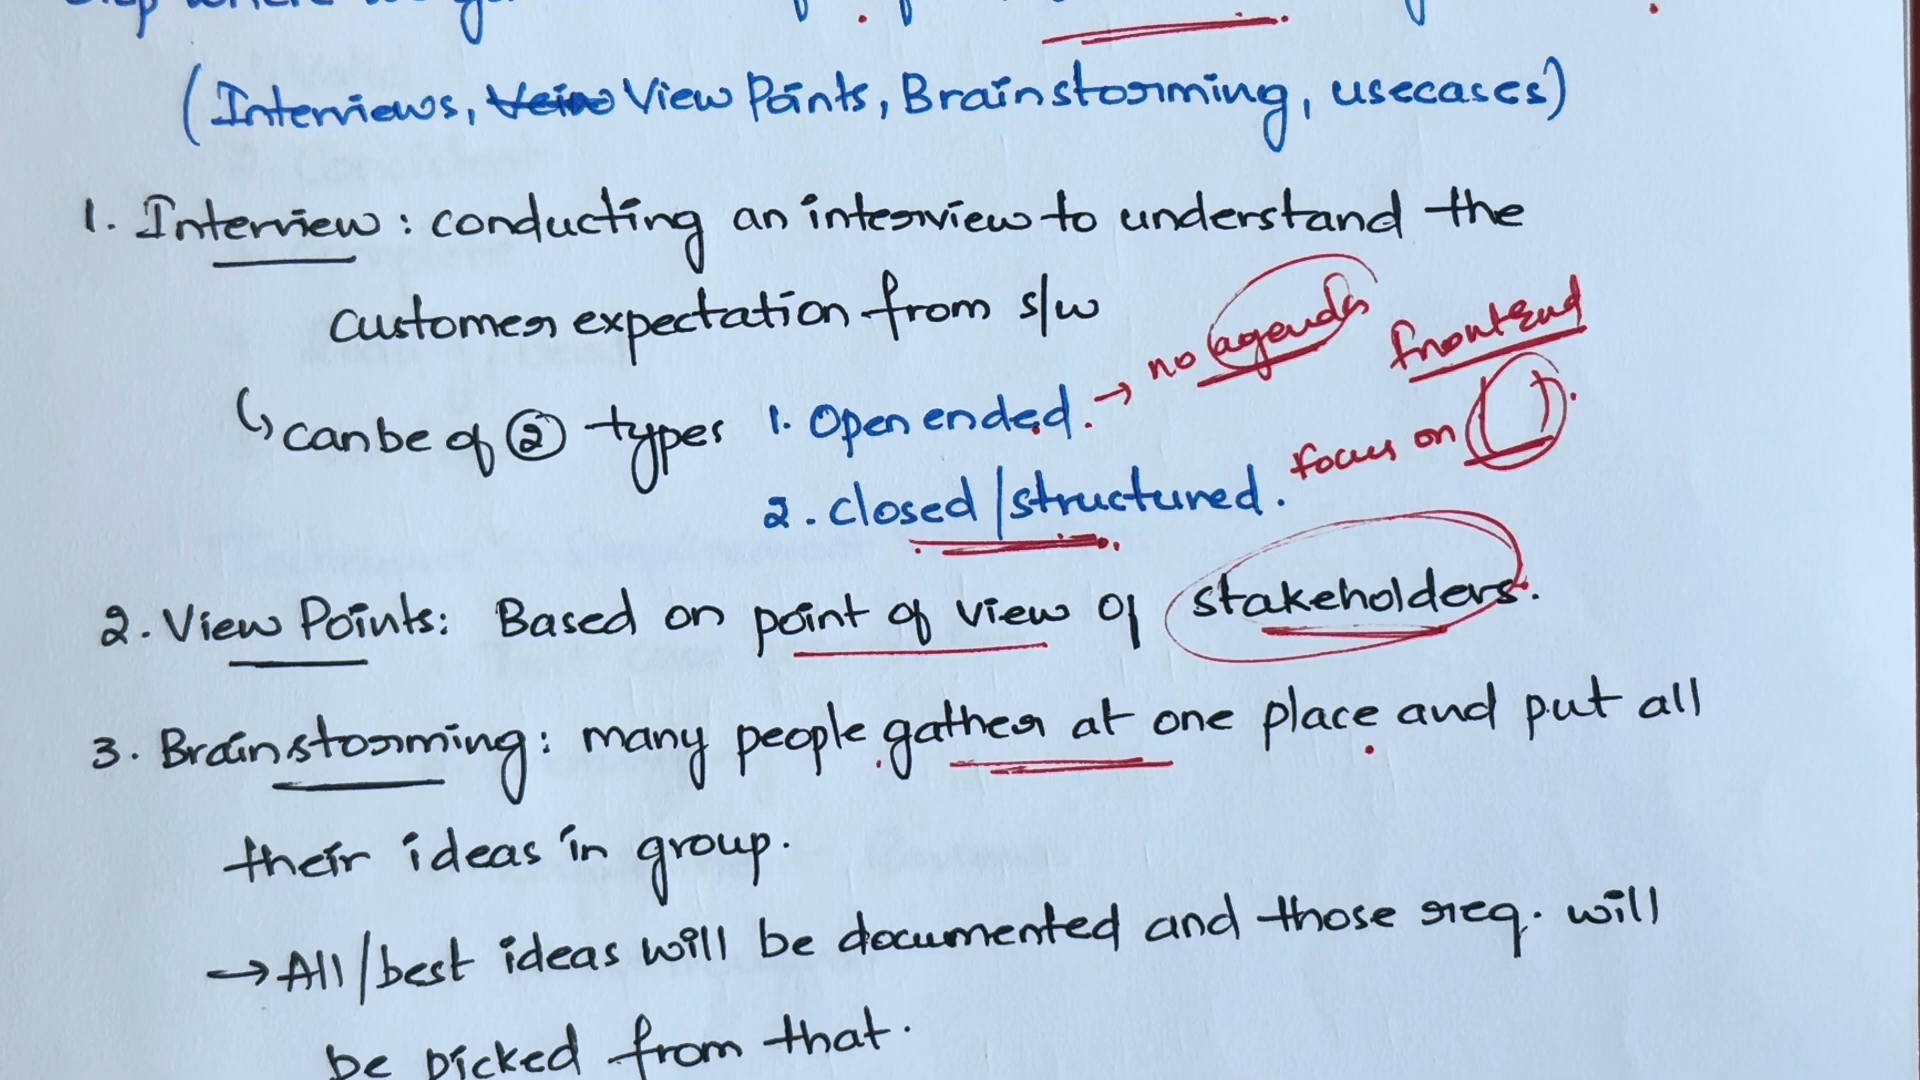 (Interviews, View Points, Brainstorming, usecases)
1. Interview : conducting an interview to understand the
customer expectation from s/w
no agenda
frontend
↳ can be of ② types 1. Open ended. →
focus on ( ).
2. closed/structured.
2. View Points: Based on point of view of stakeholders.
3. Brainstorming: many people gather at one place and put all
their ideas in group.
→ All/best ideas will be documented and those req. will
be picked from that.